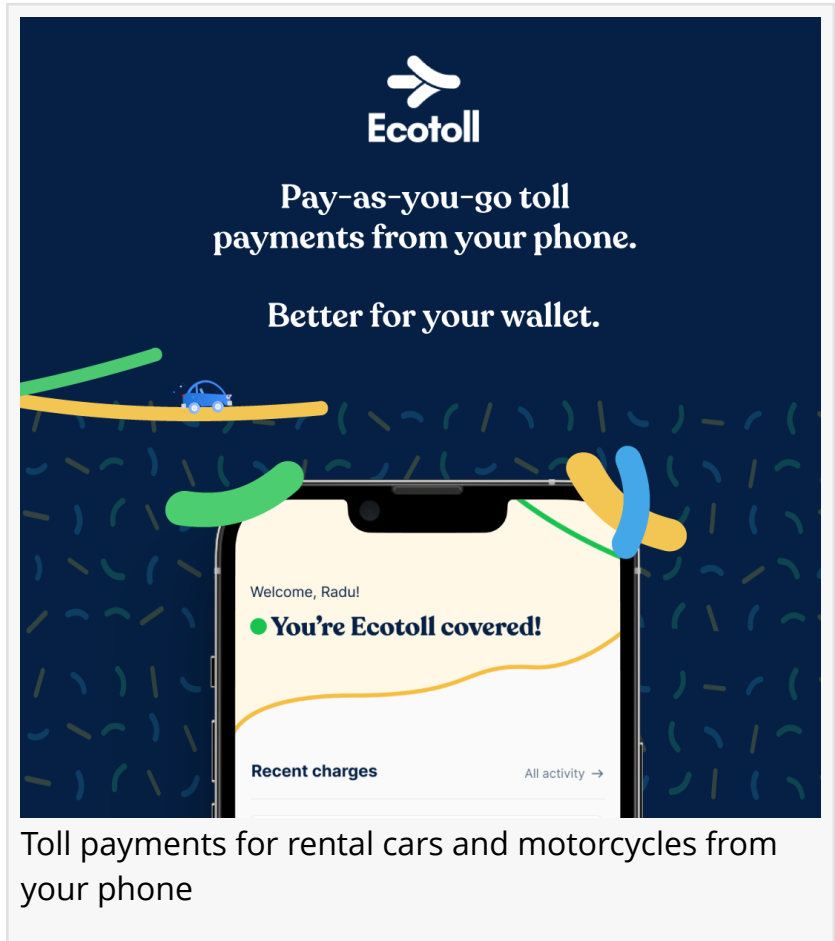 Ecotoll
Pay-as-you-go toll
payments from your phone.
Better for your wallet.
Welcome, Radu!
You're Ecotoll covered!
Recent charges
All activity →
Toll payments for rental cars and motorcycles from
your phone